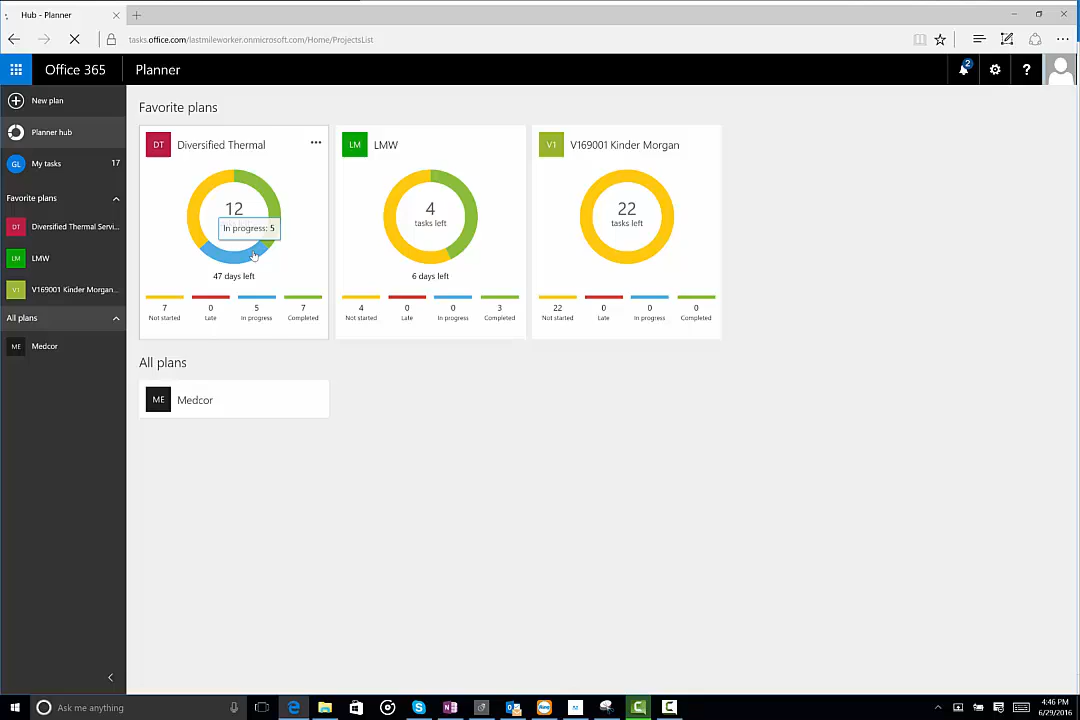 Hub - Planner
tasks.office.com/lastmileworker.onmicrosoft.com/Home/ProjectsList
Office 365
Planner
2
?
New plan
Planner hub
GL My tasks 17
Favorite plans
DT Diversified Thermal Servi...
LM LMW
V1 V169001 Kinder Morgan...
All plans
ME Medcor
Favorite plans
DT Diversified Thermal
12
In progress: 5
47 days left
7 0 5 7
Not started Late In progress Completed
LM LMW
4
tasks left
6 days left
4 0 0 3
Not started Late In progress Completed
V1 V169001 Kinder Morgan
22
tasks left
22 0 0 0
Not started Late In progress Completed
All plans
ME Medcor
Ask me anything
4:46 PM
6/29/2016